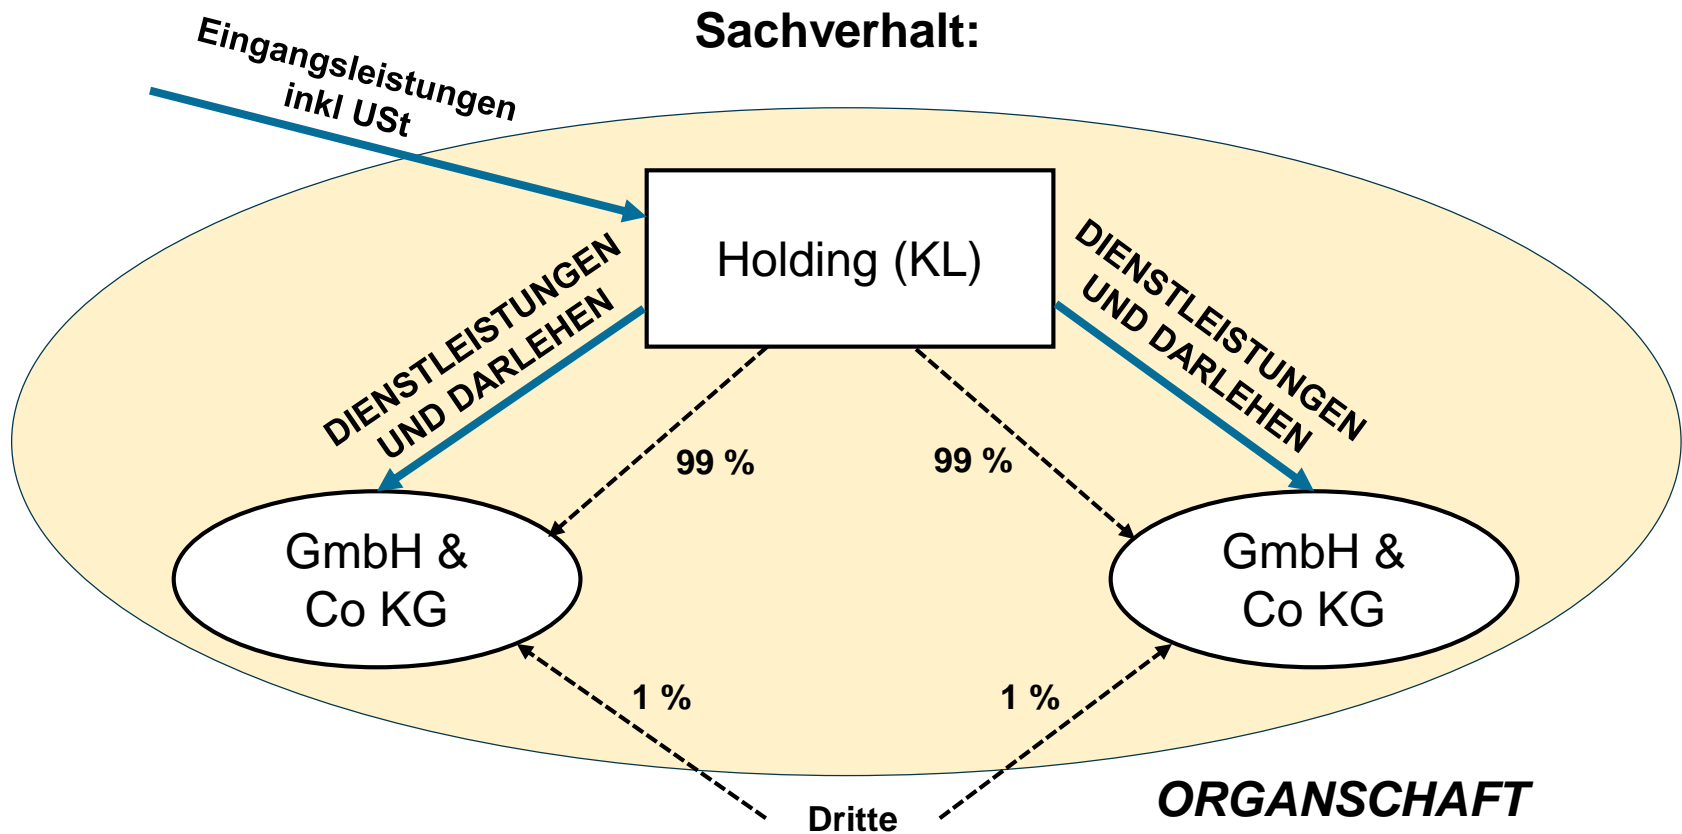 Sachverhalt:
Eingangsleistungen
inkl USt
Holding (KL)
DIENSTLEISTUNGEN
UND DARLEHEN
DIENSTLEISTUNGEN
UND DARLEHEN
99 %
99 %
GmbH &
Co KG
GmbH &
Co KG
1 %
1 %
ORGANSCHAFT
Dritte